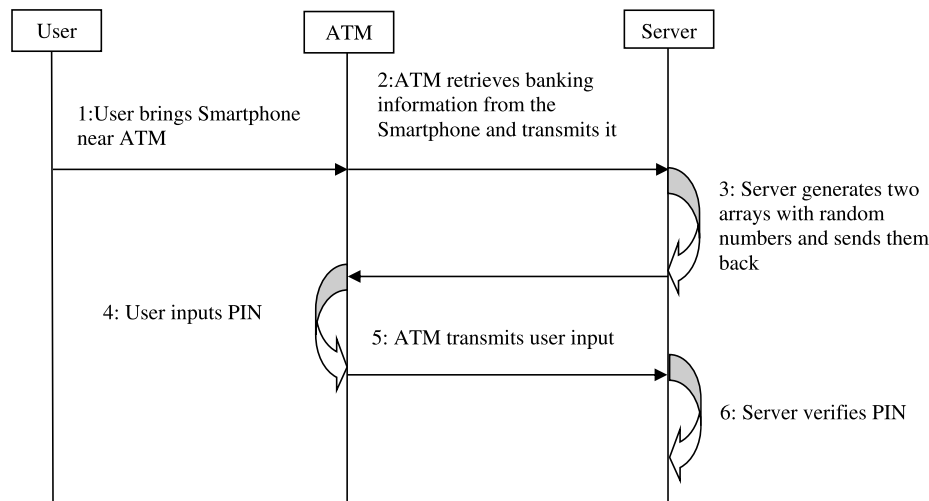 User
ATM
Server
1:User brings Smartphone
near ATM
2:ATM retrieves banking
information from the
Smartphone and transmits it
3: Server generates two
arrays with random
numbers and sends them
back
4: User inputs PIN
5: ATM transmits user input
6: Server verifies PIN